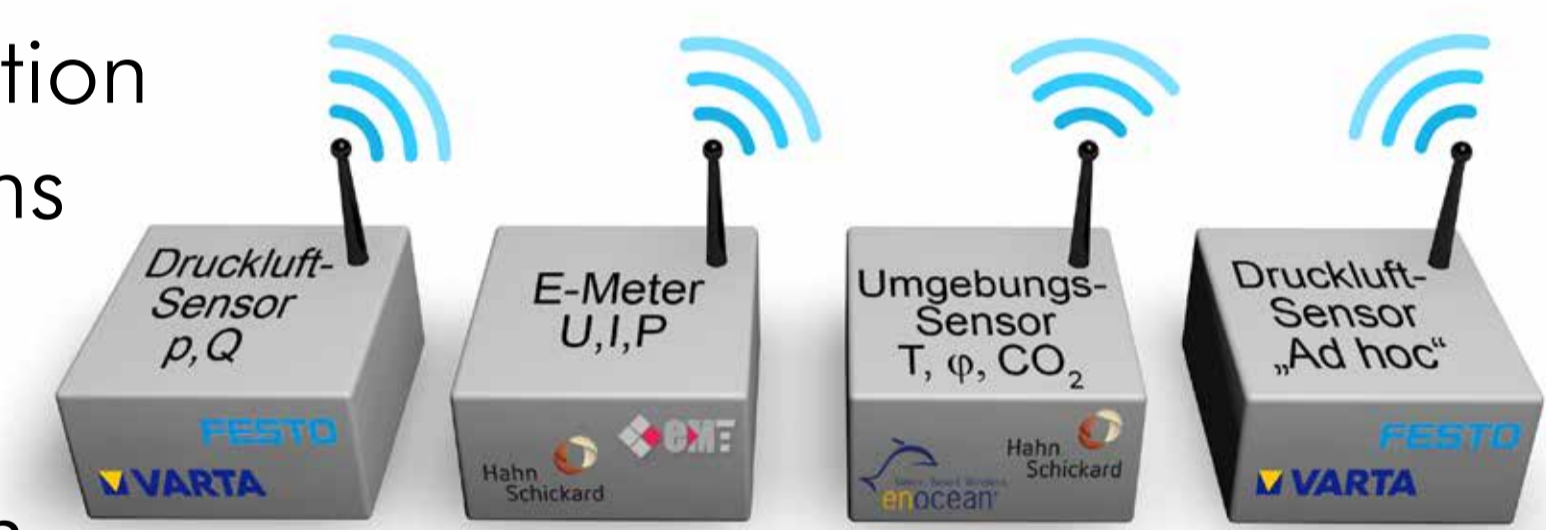 tion
ns
Druckluft-
Sensor
p,Q
FESTO
VARTA
E-Meter
U,I,P
Hahn
Schickard
Umgebungs-
Sensor
T, φ, CO₂
enocean
Hahn
Schickard
Druckluft-
Sensor
„Ad hoc“
FESTO
VARTA